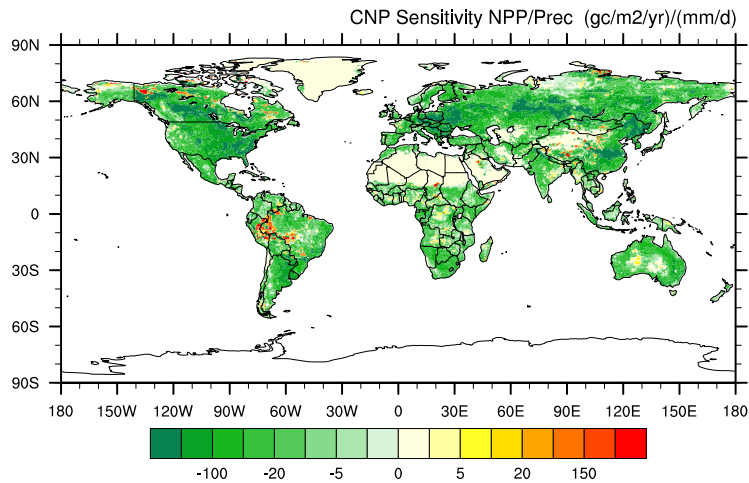 CNP Sensitivity NPP/Prec (gc/m2/yr)/(mm/d)
90N
60N
30N
0
30S
60S
90S
180 150W 120W 90W 60W 30W 0 30E 60E 90E 120E 150E 180
-100 -20 -5 0 5 20 150